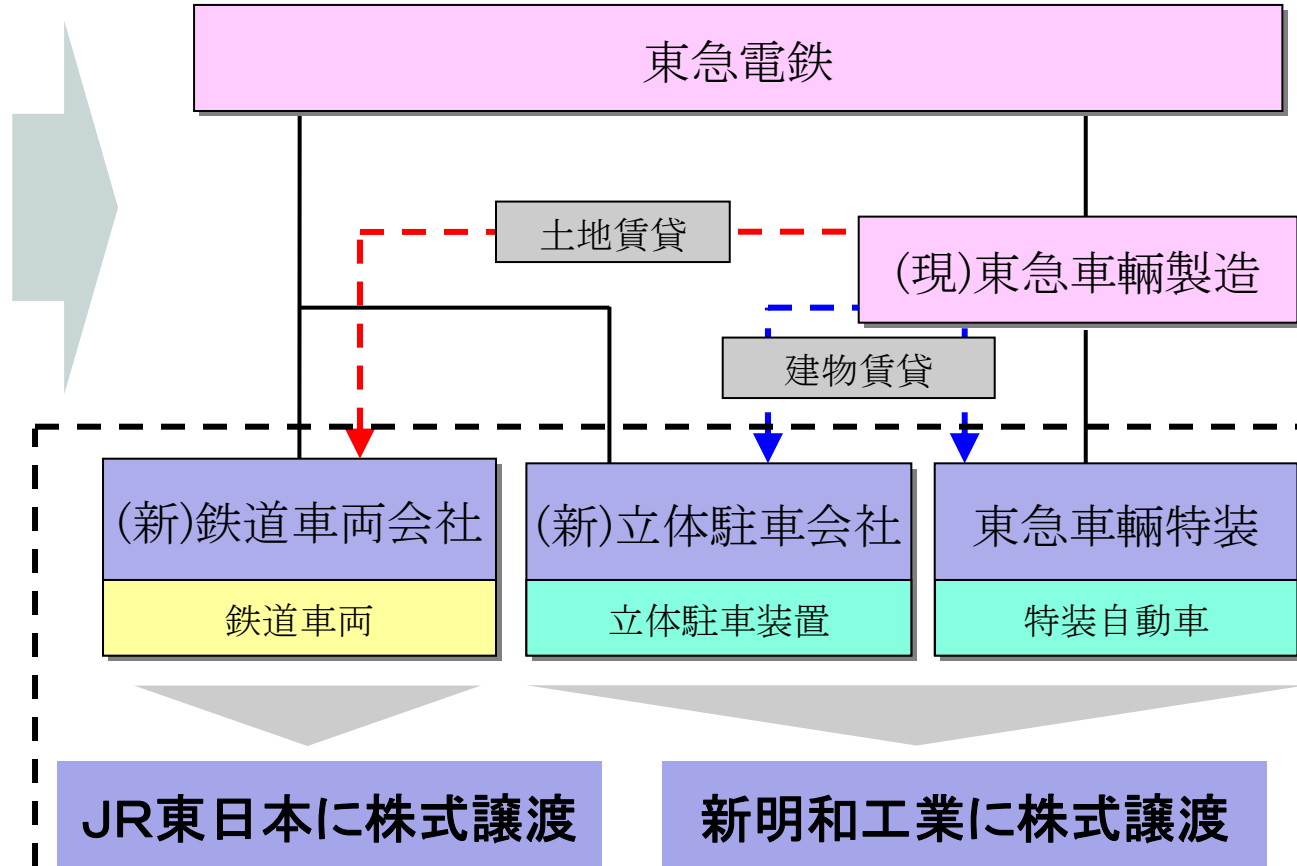 東急電鉄
土地賃貸
(現)東急車輛製造
建物賃貸
(新)鉄道車両会社
(新)立体駐車会社
東急車輛特装
鉄道車両
立体駐車装置
特装自動車
JR東日本に株式譲渡
新明和工業に株式譲渡